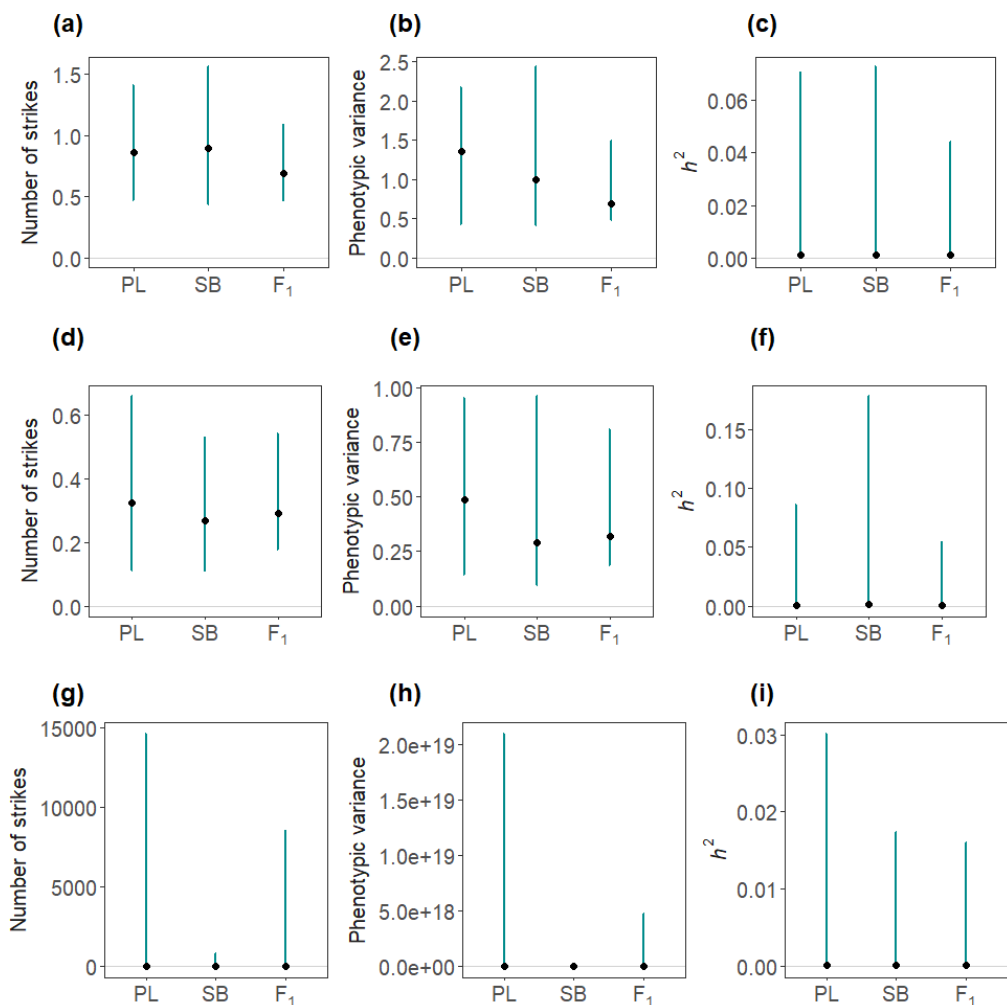 (a)
Number of strikes
1.5
1.0
0.5
0.0
PL SB F₁
(b)
Phenotypic variance
2.5
2.0
1.5
1.0
0.5
0.0
PL SB F₁
(c)
h²
0.06
0.04
0.02
0.00
PL SB F₁
(d)
Number of strikes
0.6
0.4
0.2
0.0
PL SB F₁
(e)
Phenotypic variance
1.00
0.75
0.50
0.25
0.00
PL SB F₁
(f)
h²
0.15
0.10
0.05
0.00
PL SB F₁
(g)
Number of strikes
15000
10000
5000
0
PL SB F₁
(h)
Phenotypic variance
2.0e+19
1.5e+19
1.0e+19
5.0e+18
0.0e+00
PL SB F₁
(i)
h²
0.03
0.02
0.01
0.00
PL SB F₁